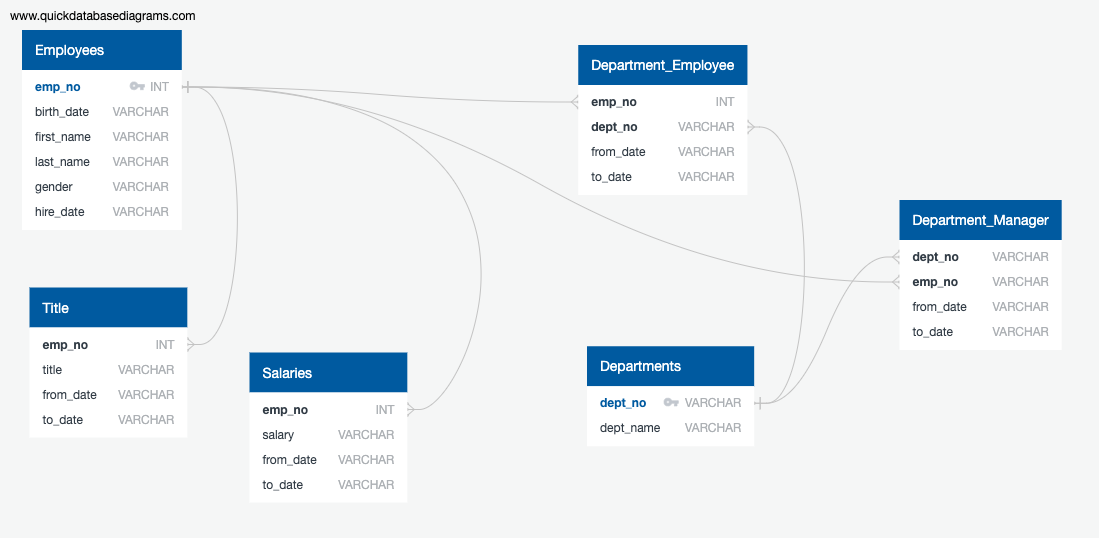 www.quickdatabasediagrams.com
Employees
emp_no INT
birth_date VARCHAR
first_name VARCHAR
last_name VARCHAR
gender VARCHAR
hire_date VARCHAR
Department_Employee
emp_no INT
dept_no VARCHAR
from_date VARCHAR
to_date VARCHAR
Department_Manager
dept_no VARCHAR
emp_no VARCHAR
from_date VARCHAR
to_date VARCHAR
Title
emp_no INT
title VARCHAR
from_date VARCHAR
to_date VARCHAR
Salaries
emp_no INT
salary VARCHAR
from_date VARCHAR
to_date VARCHAR
Departments
dept_no VARCHAR
dept_name VARCHAR